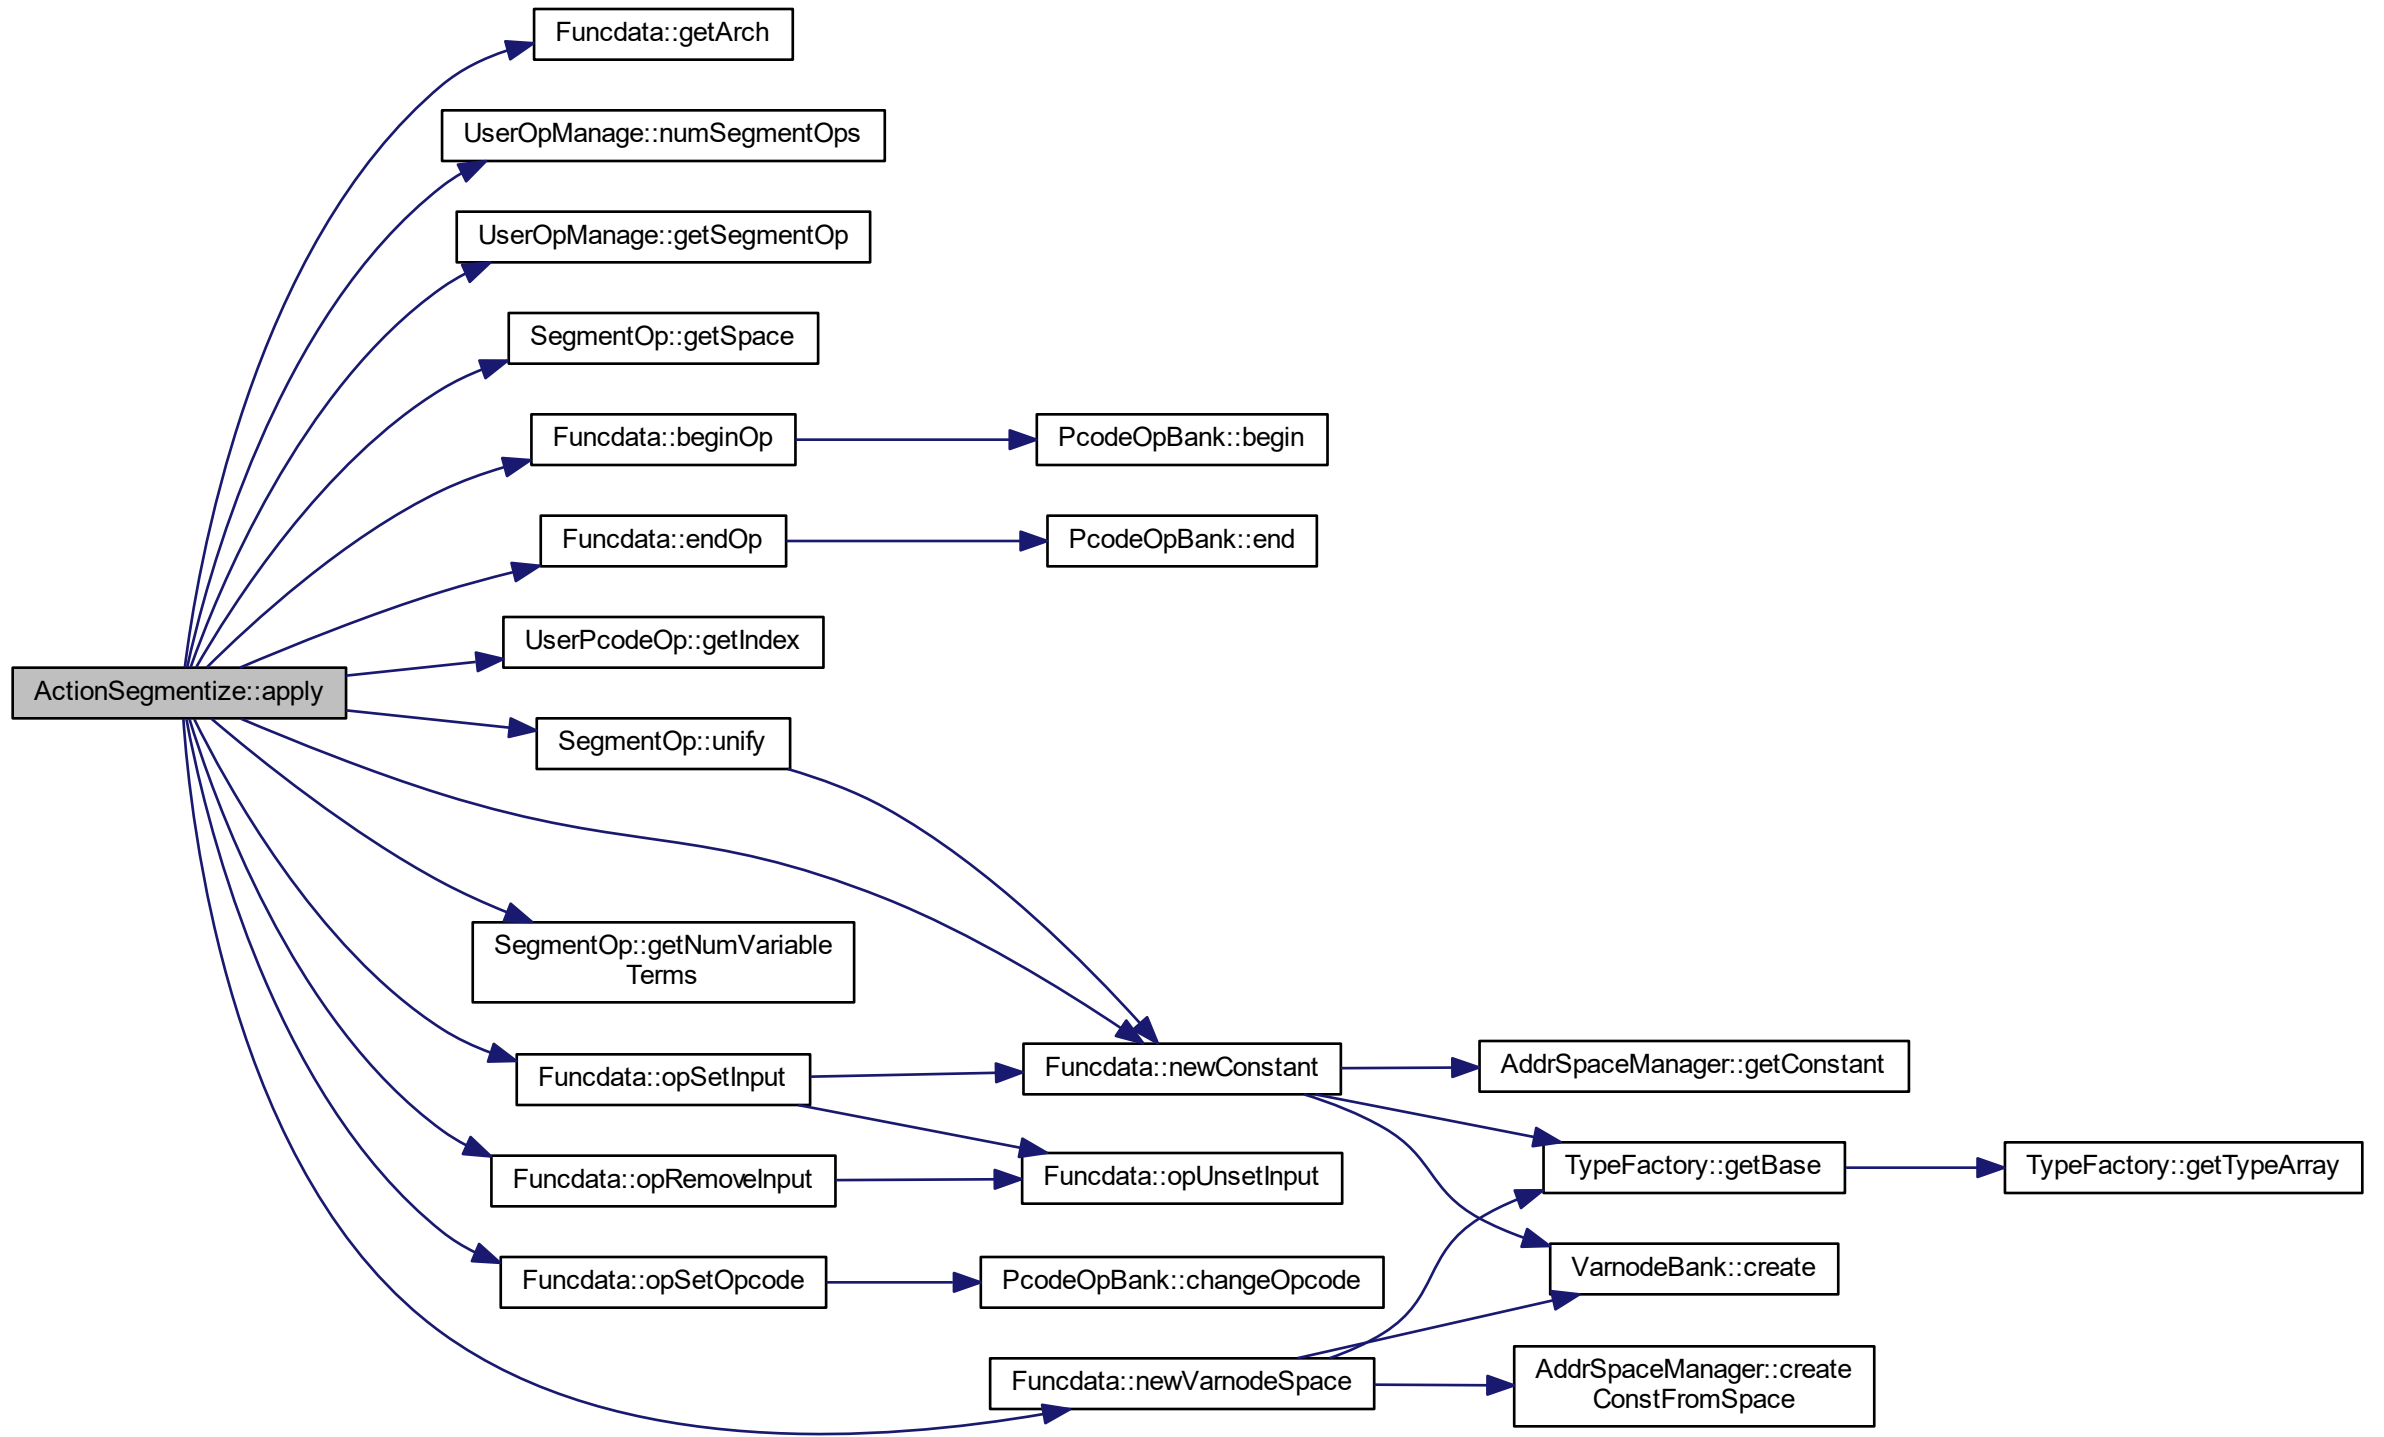 Funcdata::getArch
UserOpManage::numSegmentOps
UserOpManage::getSegmentOp
SegmentOp::getSpace
Funcdata::beginOp
PcodeOpBank::begin
Funcdata::endOp
PcodeOpBank::end
UserPcodeOp::getIndex
ActionSegmentize::apply
SegmentOp::unify
SegmentOp::getNumVariable
Terms
Funcdata::opSetInput
Funcdata::newConstant
AddrSpaceManager::getConstant
Funcdata::opRemoveInput
Funcdata::opUnsetInput
TypeFactory::getBase
TypeFactory::getTypeArray
Funcdata::opSetOpcode
PcodeOpBank::changeOpcode
VarnodeBank::create
Funcdata::newVarnodeSpace
AddrSpaceManager::create
ConstFromSpace